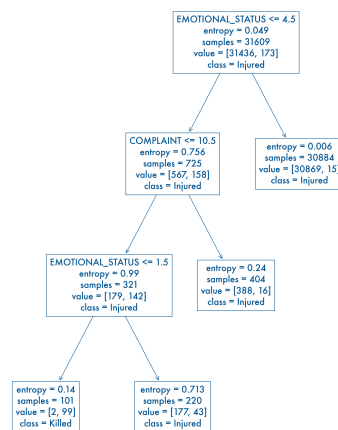 EMOTIONAL_STATUS <= 4.5
entropy = 0.049
samples = 31609
value = [31436, 173]
class = Injured
COMPLAINT <= 10.5
entropy = 0.756
samples = 725
value = [567, 158]
class = Injured
entropy = 0.006
samples = 30884
value = [30869, 15]
class = Injured
EMOTIONAL_STATUS <= 1.5
entropy = 0.99
samples = 321
value = [179, 142]
class = Injured
entropy = 0.24
samples = 404
value = [388, 16]
class = Injured
entropy = 0.14
samples = 101
value = [2, 99]
class = Killed
entropy = 0.713
samples = 220
value = [177, 43]
class = Injured